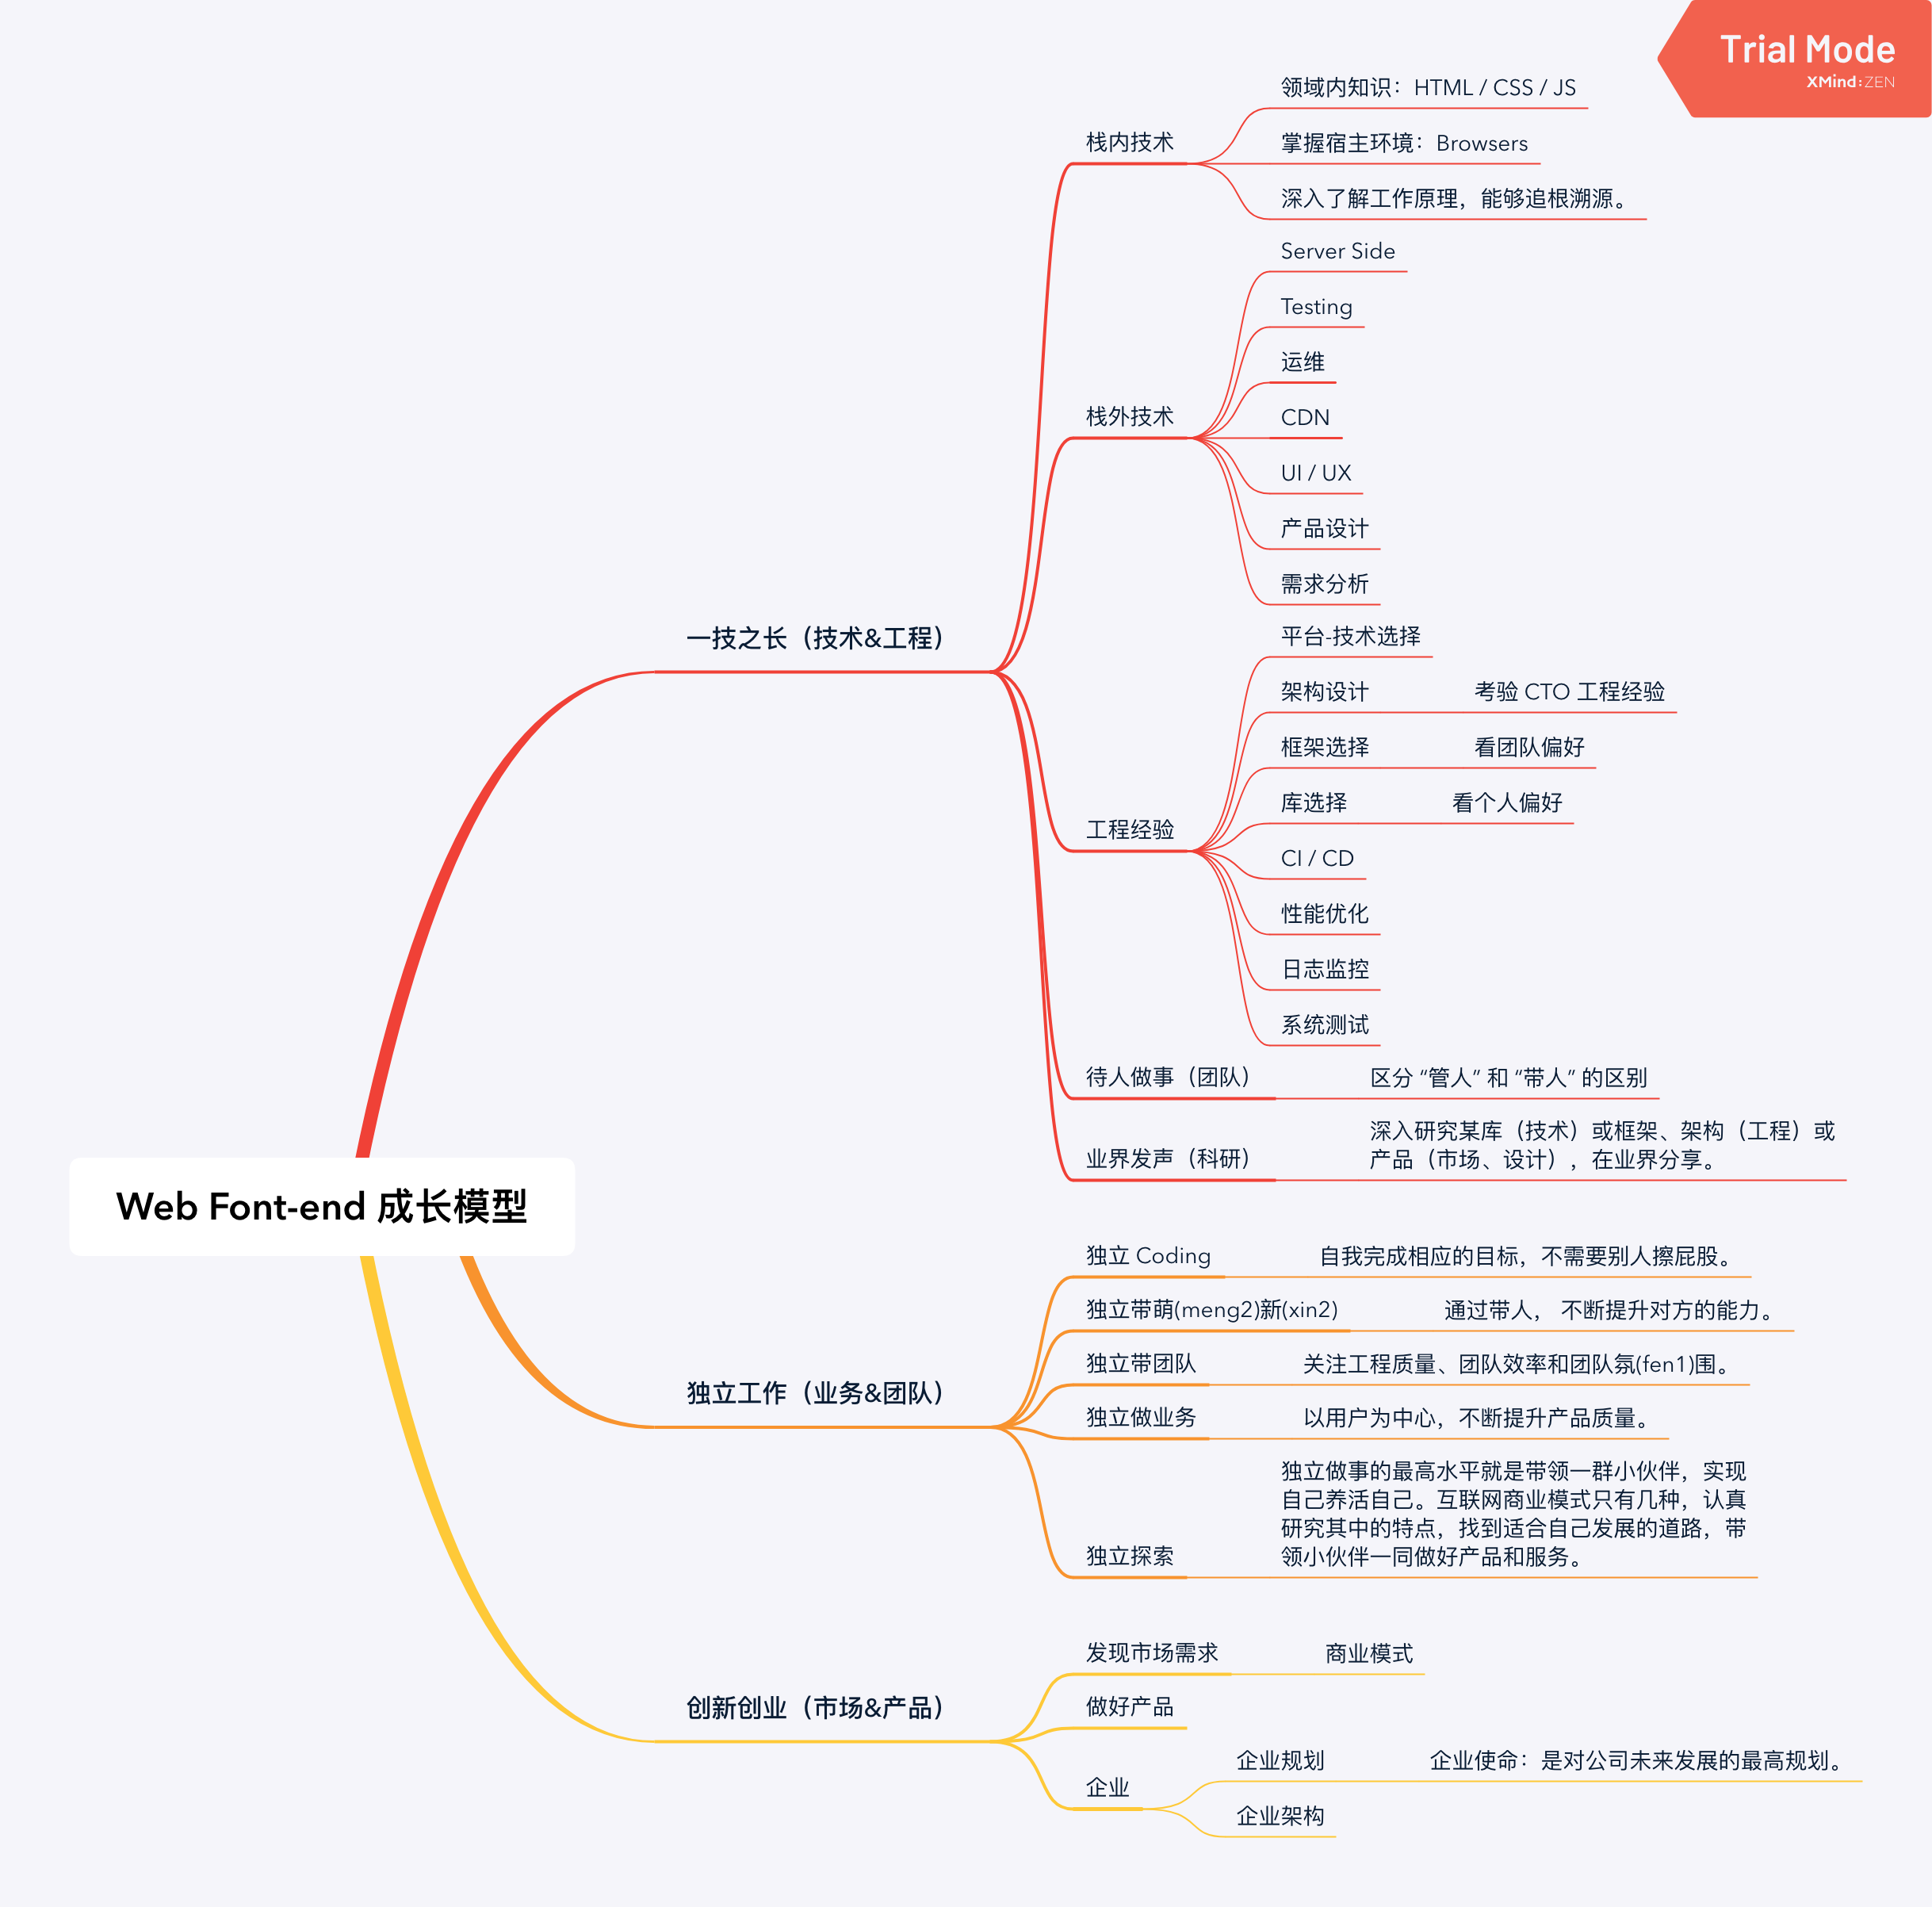 Trial Mode
XMind:ZEN
领域内知识：HTML / CSS / JS
栈内技术
掌握宿主环境：Browsers
深入了解工作原理，能够追根溯源。
Server Side
Testing
运维
栈外技术
CDN
UI / UX
产品设计
需求分析
一技之长（技术&工程）
平台-技术选择
架构设计
考验 CTO 工程经验
框架选择
看团队偏好
库选择
看个人偏好
工程经验
CI / CD
性能优化
日志监控
系统测试
待人做事（团队）
区分 “管人” 和 “带人” 的区别
业界发声（科研）
深入研究某库（技术）或框架、架构（工程）或
产品（市场、设计），在业界分享。
Web Font-end 成长模型
独立 Coding
自我完成相应的目标，不需要别人擦屁股。
独立带萌(meng2)新(xin2)
通过带人， 不断提升对方的能力。
独立工作（业务&团队）
独立带团队
关注工程质量、团队效率和团队氛(fen1)围。
独立做业务
以用户为中心，不断提升产品质量。
独立探索
独立做事的最高水平就是带领一群小伙伴，实现
自己养活自己。互联网商业模式只有几种，认真
研究其中的特点，找到适合自己发展的道路，带
领小伙伴一同做好产品和服务。
创新创业（市场&产品）
发现市场需求
商业模式
做好产品
企业
企业规划
企业使命：是对公司未来发展的最高规划。
企业架构